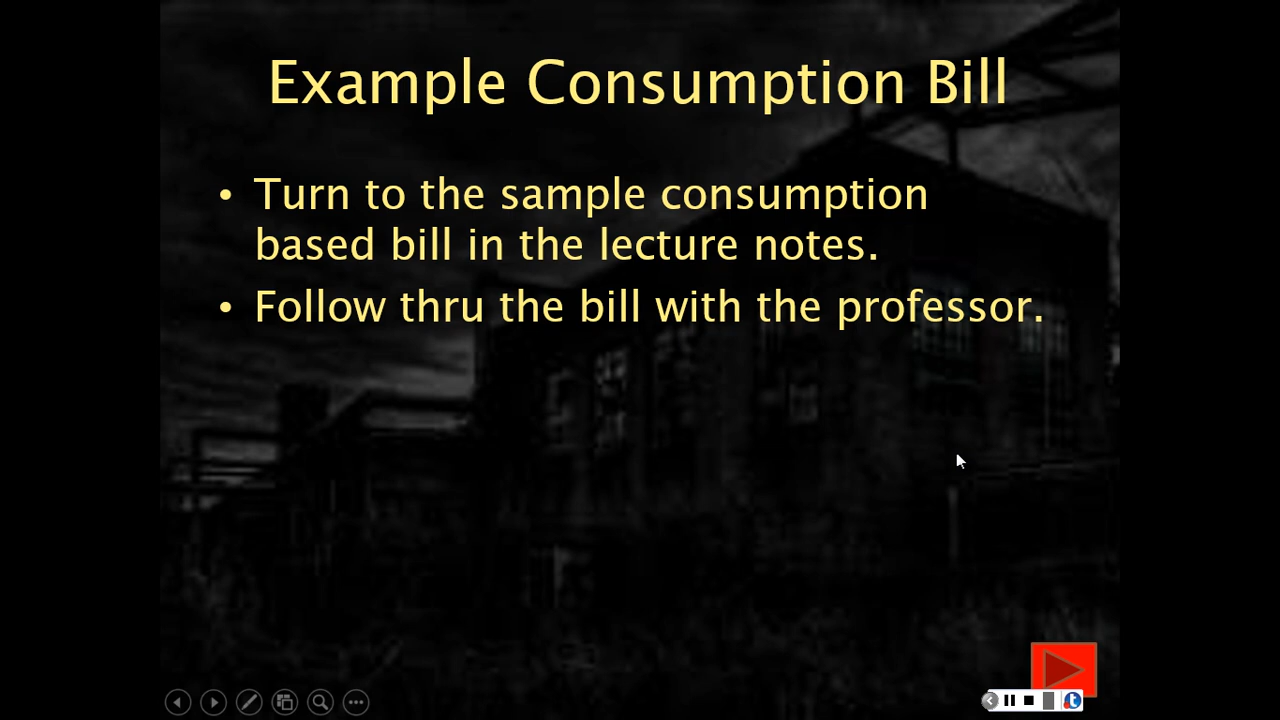 Example Consumption Bill
• Turn to the sample consumption
based bill in the lecture notes.
• Follow thru the bill with the professor.